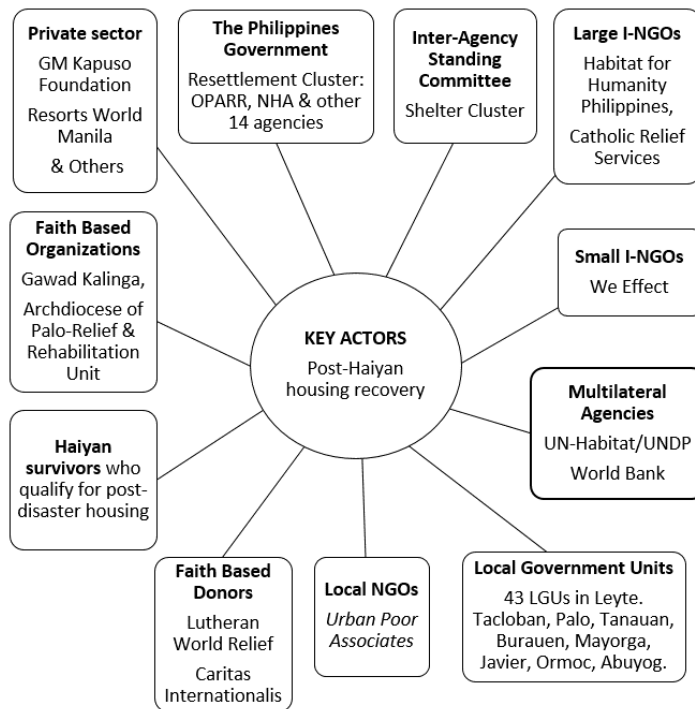 Private sector
GM Kapuso
Foundation
Resorts World
Manila
& Others
The Philippines
Government
Resettlement Cluster:
OPARR, NHA & other
14 agencies
Inter-Agency
Standing
Committee
Shelter Cluster
Large I-NGOs
Habitat for
Humanity
Philippines,
Catholic Relief
Services
Faith Based
Organizations
Gawad Kalinga,
Archdiocese of
Palo-Relief &
Rehabilitation
Unit
KEY ACTORS
Post-Haiyan
housing recovery
Small I-NGOs
We Effect
Multilateral
Agencies
UN-Habitat/UNDP
World Bank
Haiyan
survivors who
qualify for post-
disaster housing
Faith Based
Donors
Lutheran
World Relief
Caritas
Internationalis
Local NGOs
Urban Poor
Associates
Local Government Units
43 LGUs in Leyte.
Tacloban, Palo, Tanauan,
Burauen, Mayorga,
Javier, Ormoc, Abuyog.